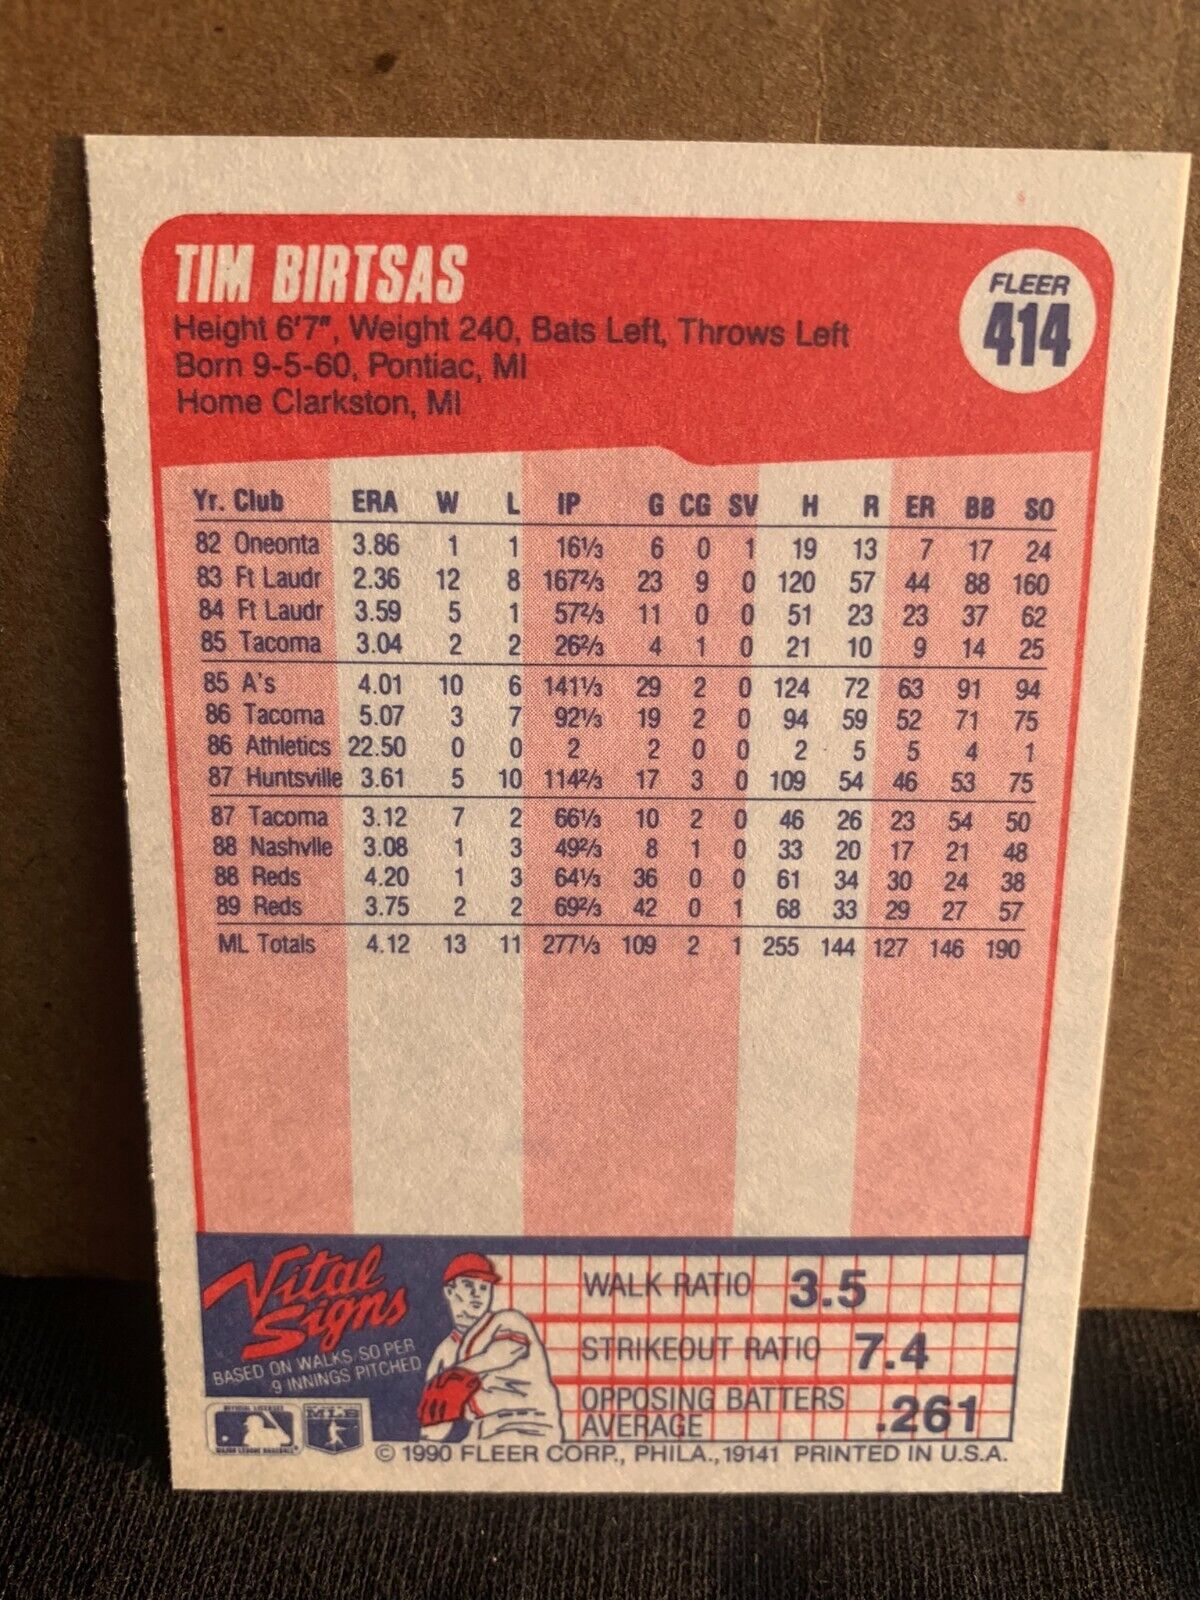 TIM BIRTSAS
Height 6'7", Weight 240, Bats Left, Throws Left
Born 9-5-60, Pontiac, MI
Home Clarkston, MI
FLEER
414
Yr. Club ERA W L IP G CG SV H R ER BB SO
82 Oneonta 3.86 1 1 16⅓ 6 0 1 19 13 7 17 24
83 Ft Laudr 2.36 12 8 167⅔ 23 9 0 120 57 44 88 160
84 Ft Laudr 3.59 5 1 57⅔ 11 0 0 51 23 23 37 62
85 Tacoma 3.04 2 2 26⅔ 4 1 0 21 10 9 14 25
85 A's 4.01 10 6 141⅓ 29 2 0 124 72 63 91 94
86 Tacoma 5.07 3 7 92⅓ 19 2 0 94 59 52 71 75
86 Athletics 22.50 0 0 2 2 0 0 2 5 5 4 1
87 Huntsville 3.61 5 10 114⅔ 17 3 0 109 54 46 53 75
87 Tacoma 3.12 7 2 66⅓ 10 2 0 46 26 23 54 50
88 Nashvlle 3.08 1 3 49⅔ 8 1 0 33 20 17 21 48
88 Reds 4.20 1 3 64⅓ 36 0 0 61 34 30 24 38
89 Reds 3.75 2 2 69⅔ 42 0 1 68 33 29 27 57
ML Totals 4.12 13 11 277⅓ 109 2 1 255 144 127 146 190
Vital
Signs
BASED ON WALKS, SO PER
9 INNINGS PITCHED
WALK RATIO 3.5
STRIKEOUT RATIO 7.4
OPPOSING BATTERS
AVERAGE .261
OFFICIAL LICENSEE
MAJOR LEAGUE BASEBALL
© 1990 FLEER CORP., PHILA., 19141 PRINTED IN U.S.A.